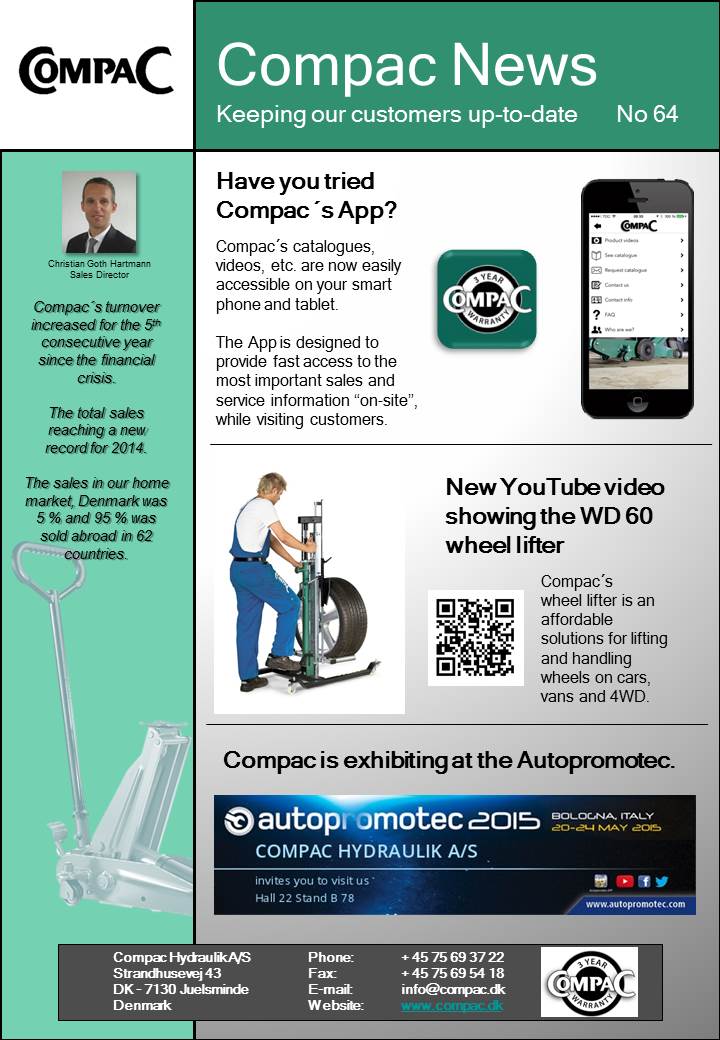 COMPAC
Compac News
Keeping our customers up-to-date No 64
Christian Goth Hartmann
Sales Director
Compac´s turnover
increased for the 5th
consecutive year
since the financial
crisis.
The total sales
reaching a new
record for 2014.
The sales in our home
market, Denmark was
5 % and 95 % was
sold abroad in 62
countries.
Have you tried
Compac´s App?
Compac´s catalogues,
videos, etc. are now easily
accessible on your smart
phone and tablet.
The App is designed to
provide fast access to the
most important sales and
service information “on-site”,
while visiting customers.
3 YEAR
COMPAC
WARRANTY
COMPAC
Product videos
See catalogue
Request catalogue
Contact us
Contact info
FAQ
Who are we?
New YouTube video
showing the WD 60
wheel lifter
Compac´s
wheel lifter is an
affordable
solutions for lifting
and handling
wheels on cars,
vans and 4WD.
Compac is exhibiting at the Autopromotec.
autopromotec 2015 BOLOGNA, ITALY
20-24 MAY 2015
COMPAC HYDRAULIK A/S
invites you to visit us
Hall 22 Stand B 78
www.autopromotec.com
Compac Hydraulik A/S Phone: + 45 75 69 37 22
Strandhusevej 43 Fax: + 45 75 69 54 18
DK - 7130 Juelsminde E-mail: info@compac.dk
Denmark Website: www.compac.dk
3 YEAR
COMPAC
WARRANTY